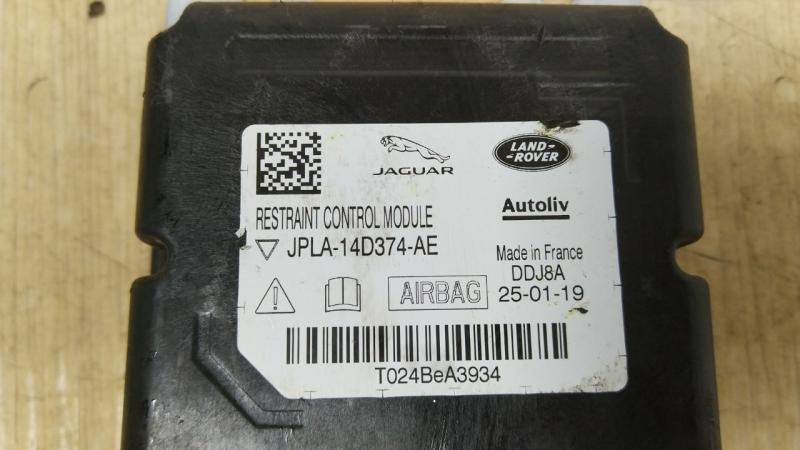 JAGUAR
LAND-
-ROVER
RESTRAINT CONTROL MODULE
Autoliv
JPLA-14D374-AE
Made in France
DDJ8A
AIRBAG
25-01-19
T024BeA3934